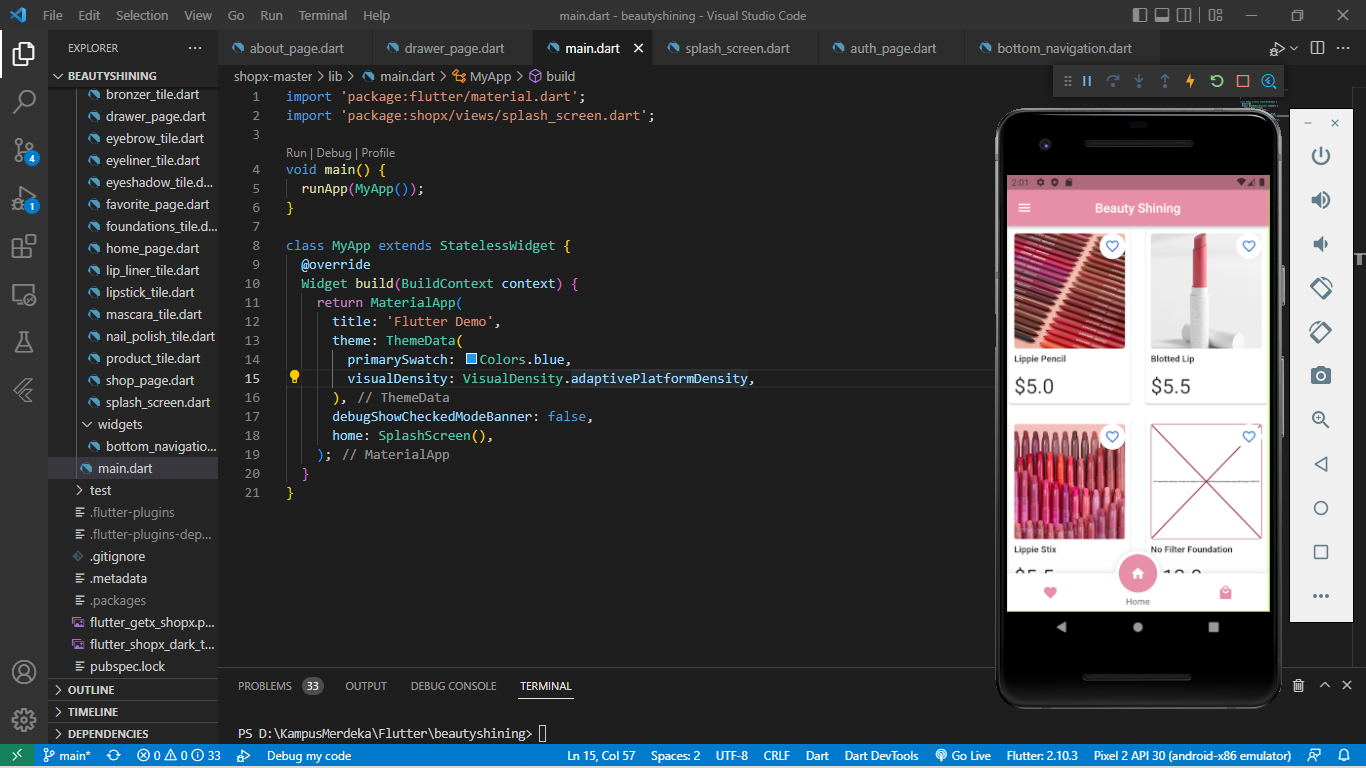 File Edit Selection View Go Run Terminal Help
main.dart - beautyshining - Visual Studio Code
EXPLORER
about_page.dart
drawer_page.dart
main.dart
splash_screen.dart
auth_page.dart
bottom_navigation.dart
BEAUTYSHINING
bronzer_tile.dart
drawer_page.dart
eyebrow_tile.dart
eyeliner_tile.dart
eyeshadow_tile.d...
favorite_page.dart
foundations_tile.d...
home_page.dart
lip_liner_tile.dart
lipstick_tile.dart
mascara_tile.dart
nail_polish_tile.dart
product_tile.dart
shop_page.dart
splash_screen.dart
widgets
bottom_navigatio...
main.dart
test
.flutter-plugins
.flutter-plugins-dep...
.gitignore
.metadata
.packages
flutter_getx_shopx.p...
flutter_shopx_dark_t...
pubspec.lock
OUTLINE
TIMELINE
DEPENDENCIES
4
1
shopx-master > lib > main.dart > MyApp > build
1 import 'package:flutter/material.dart';
2 import 'package:shopx/views/splash_screen.dart';
3
Run | Debug | Profile
4 void main() {
5 runApp(MyApp());
6 }
7
8 class MyApp extends StatelessWidget {
9 @override
10 Widget build(BuildContext context) {
11 return MaterialApp(
12 title: 'Flutter Demo',
13 theme: ThemeData(
14 primarySwatch: Colors.blue,
15 visualDensity: VisualDensity.adaptivePlatformDensity,
16 ), // ThemeData
17 debugShowCheckedModeBanner: false,
18 home: SplashScreen(),
19 ); // MaterialApp
20 }
21 }
2:01
Beauty Shining
Lippie Pencil
$5.0
Blotted Lip
$5.5
Lippie Stix
No Filter Foundation
Home
PROBLEMS 33 OUTPUT DEBUG CONSOLE TERMINAL
PS D:\KampusMerdeka\Flutter\beautyshining>
main* 0 0 33 Debug my code
Ln 15, Col 57 Spaces: 2 UTF-8 CRLF Dart Dart DevTools Go Live Flutter: 2.10.3 Pixel 2 API 30 (android-x86 emulator)